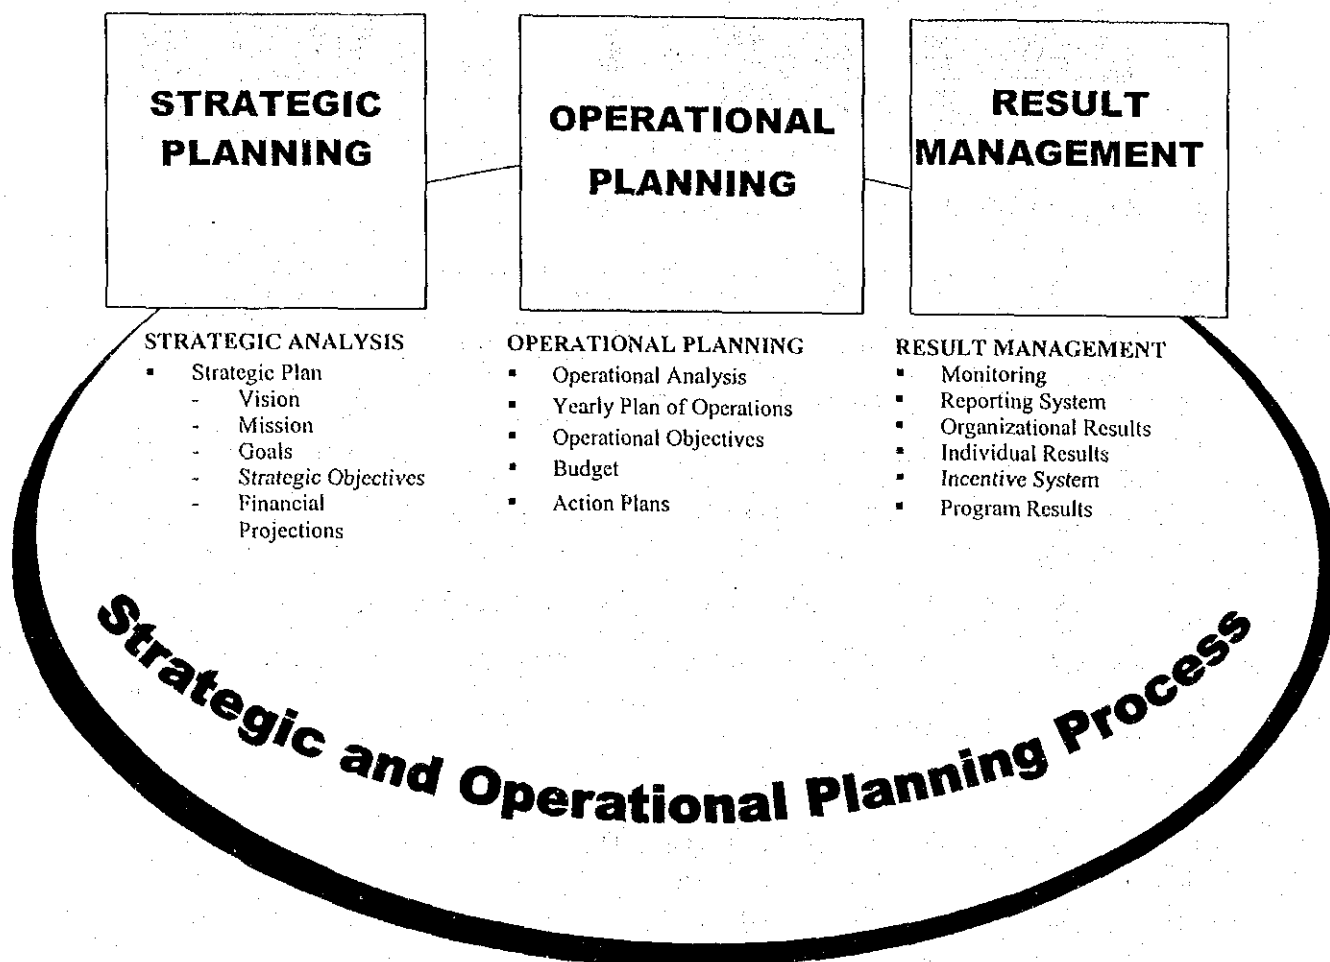 STRATEGIC
PLANNING
OPERATIONAL
PLANNING
RESULT
MANAGEMENT
STRATEGIC ANALYSIS
▪ Strategic Plan
- Vision
- Mission
- Goals
- Strategic Objectives
- Financial
Projections
OPERATIONAL PLANNING
▪ Operational Analysis
▪ Yearly Plan of Operations
▪ Operational Objectives
▪ Budget
▪ Action Plans
RESULT MANAGEMENT
▪ Monitoring
▪ Reporting System
▪ Organizational Results
▪ Individual Results
▪ Incentive System
▪ Program Results
Strategic and Operational Planning Process